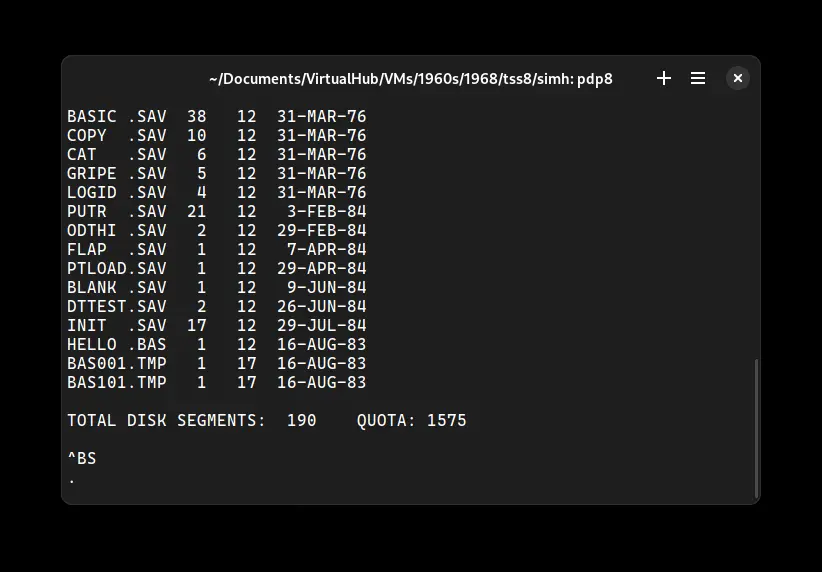 ~/Documents/VirtualHub/VMs/1960s/1968/tss8/simh: pdp8
BASIC .SAV  38   12  31-MAR-76
COPY  .SAV  10   12  31-MAR-76
CAT   .SAV   6   12  31-MAR-76
GRIPE .SAV   5   12  31-MAR-76
LOGID .SAV   4   12  31-MAR-76
PUTR  .SAV  21   12   3-FEB-84
ODTHI .SAV   2   12  29-FEB-84
FLAP  .SAV   1   12   7-APR-84
PTLOAD.SAV   1   12  29-APR-84
BLANK .SAV   1   12   9-JUN-84
DTTEST.SAV   2   12  26-JUN-84
INIT  .SAV  17   12  29-JUL-84
HELLO .BAS   1   12  16-AUG-83
BAS001.TMP   1   17  16-AUG-83
BAS101.TMP   1   17  16-AUG-83
TOTAL DISK SEGMENTS:  190    QUOTA: 1575
^BS
.